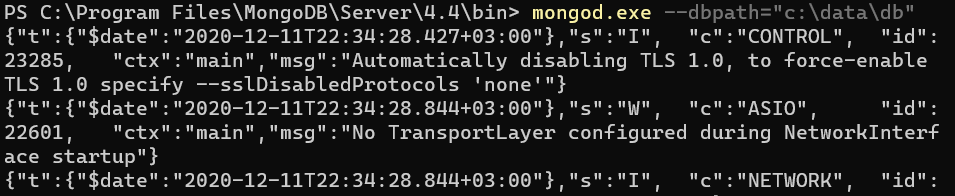 PS C:\Program Files\MongoDB\Server\4.4\bin> mongod.exe --dbpath="c:\data\db"
{"t":{"$date":"2020-12-11T22:34:28.427+03:00"},"s":"I",  "c":"CONTROL",  "id":
23285,   "ctx":"main","msg":"Automatically disabling TLS 1.0, to force-enable
TLS 1.0 specify --sslDisabledProtocols 'none'"}
{"t":{"$date":"2020-12-11T22:34:28.844+03:00"},"s":"W",  "c":"ASIO",     "id":
22601,   "ctx":"main","msg":"No TransportLayer configured during NetworkInterf
ace startup"}
{"t":{"$date":"2020-12-11T22:34:28.844+03:00"},"s":"I",  "c":"NETWORK",  "id":